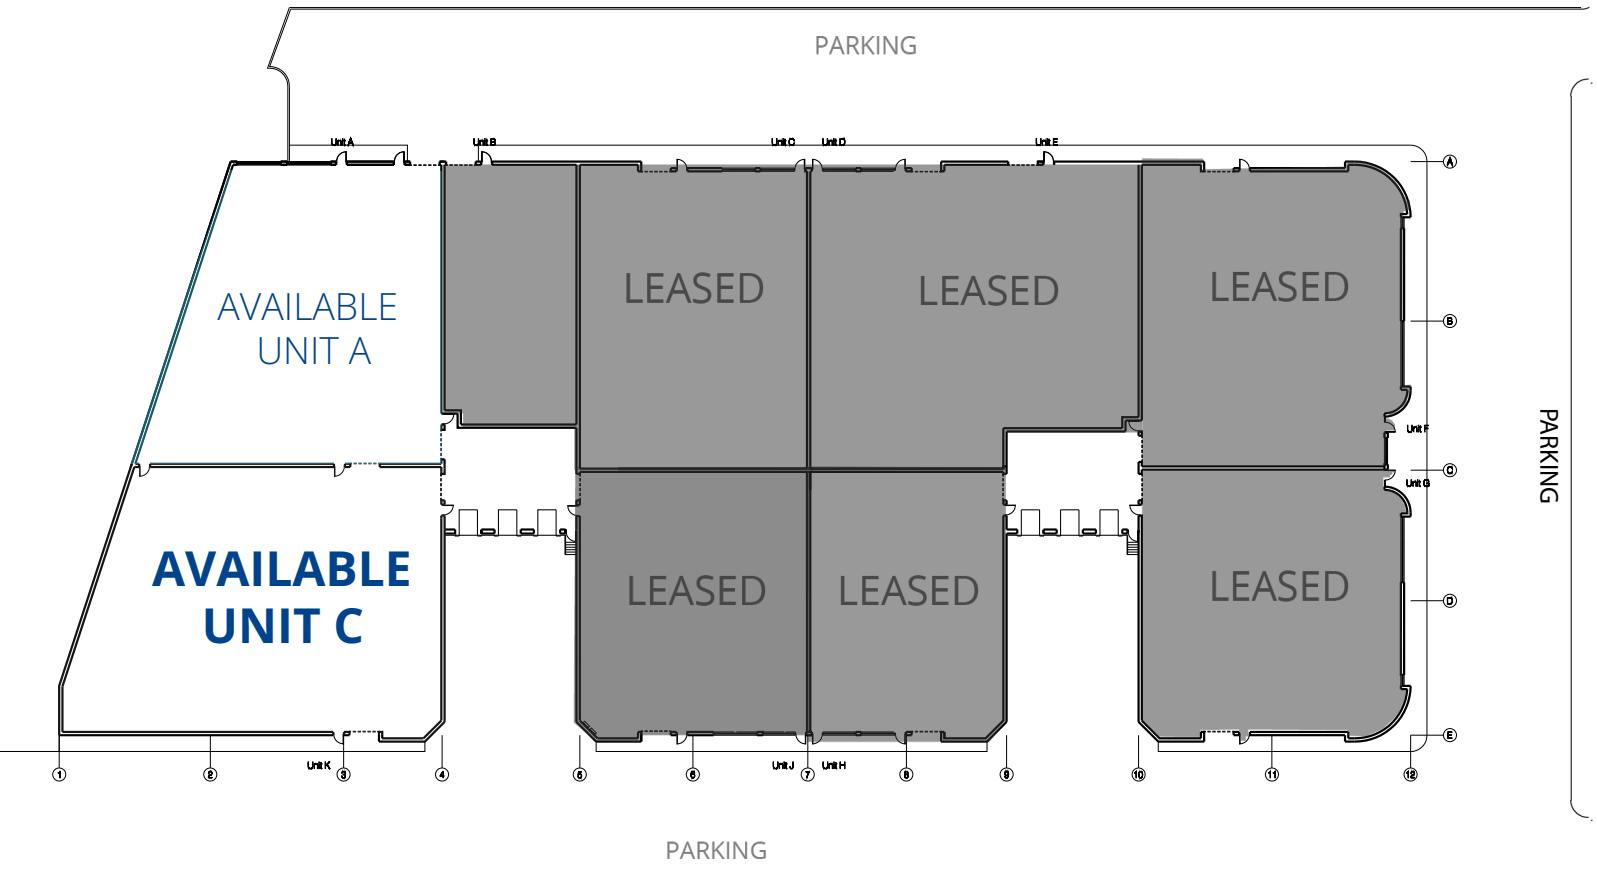 PARKING
Unit A
Unit B
Unit C
Unit D
Unit E
A
AVAILABLE
UNIT A
LEASED
LEASED
LEASED
B
PARKING
Unit F
C
Unit G
AVAILABLE
UNIT C
LEASED
LEASED
LEASED
D
E
Unit K
Unit J
Unit H
1
2
3
4
5
6
7
8
9
10
11
12
PARKING